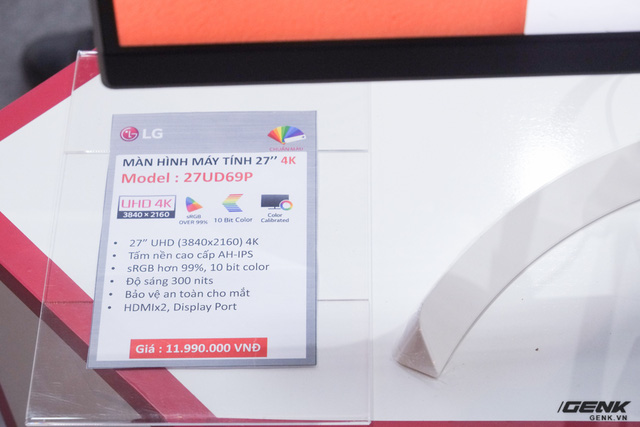 LG
MÀN HÌNH MÁY TÍNH 27’’ 4K
Model : 27UD69P
UHD 4K
3840 x 2160
sRGB
OVER 99%
10 Bit Color
Color
Calibrated
• 27” UHD (3840x2160) 4K
• Tấm nền cao cấp AH-IPS
• sRGB hơn 99%, 10 bit color
• Độ sáng 300 nits
• Bảo vệ an toàn cho mắt
• HDMIx2, Display Port
Giá : 11.990.000 VNĐ
/GENK
GENK.VN